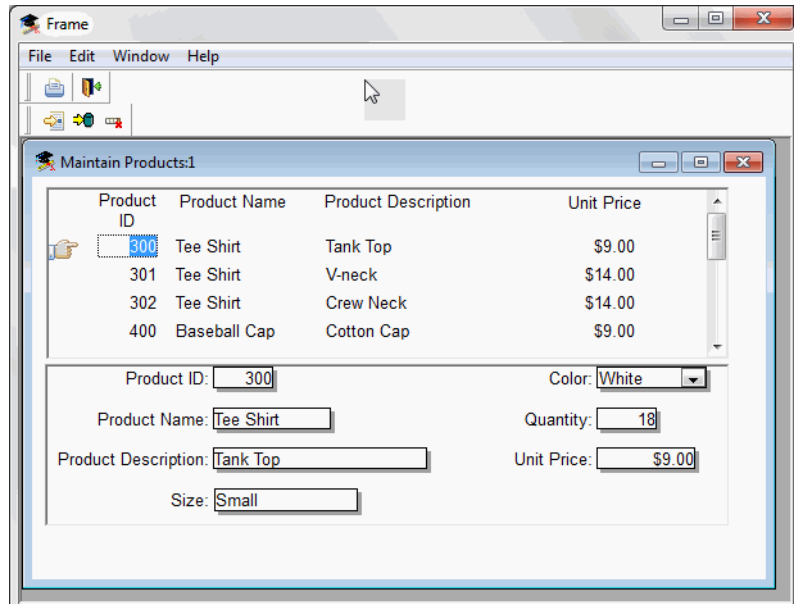 Frame
File Edit Window Help
Maintain Products:1
Product ID Product Name Product Description Unit Price
300 Tee Shirt Tank Top $9.00
301 Tee Shirt V-neck $14.00
302 Tee Shirt Crew Neck $14.00
400 Baseball Cap Cotton Cap $9.00
Product ID: 300 Color: White
Product Name: Tee Shirt Quantity: 18
Product Description: Tank Top Unit Price: $9.00
Size: Small